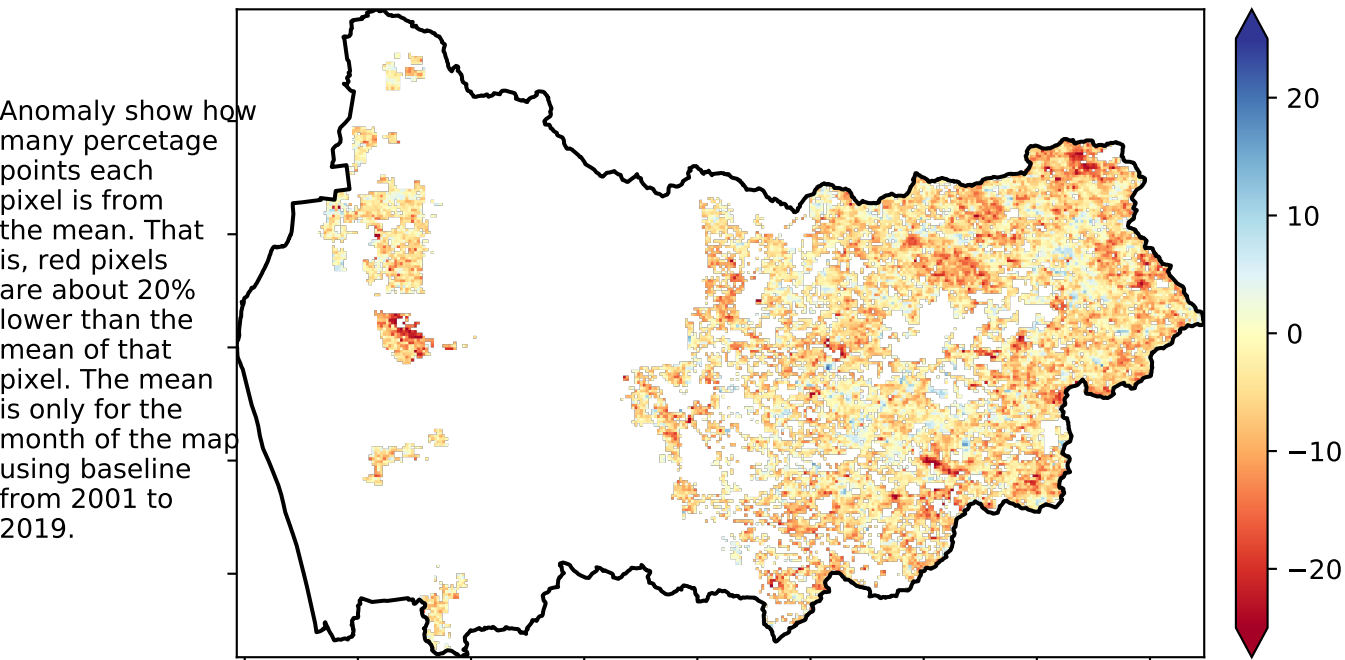 Anomaly show how
many percetage
points each
pixel is from
the mean. That
is, red pixels
are about 20%
lower than the
mean of that
pixel. The mean
is only for the
month of the map
using baseline
from 2001 to
2019.
20
10
0
−10
−20